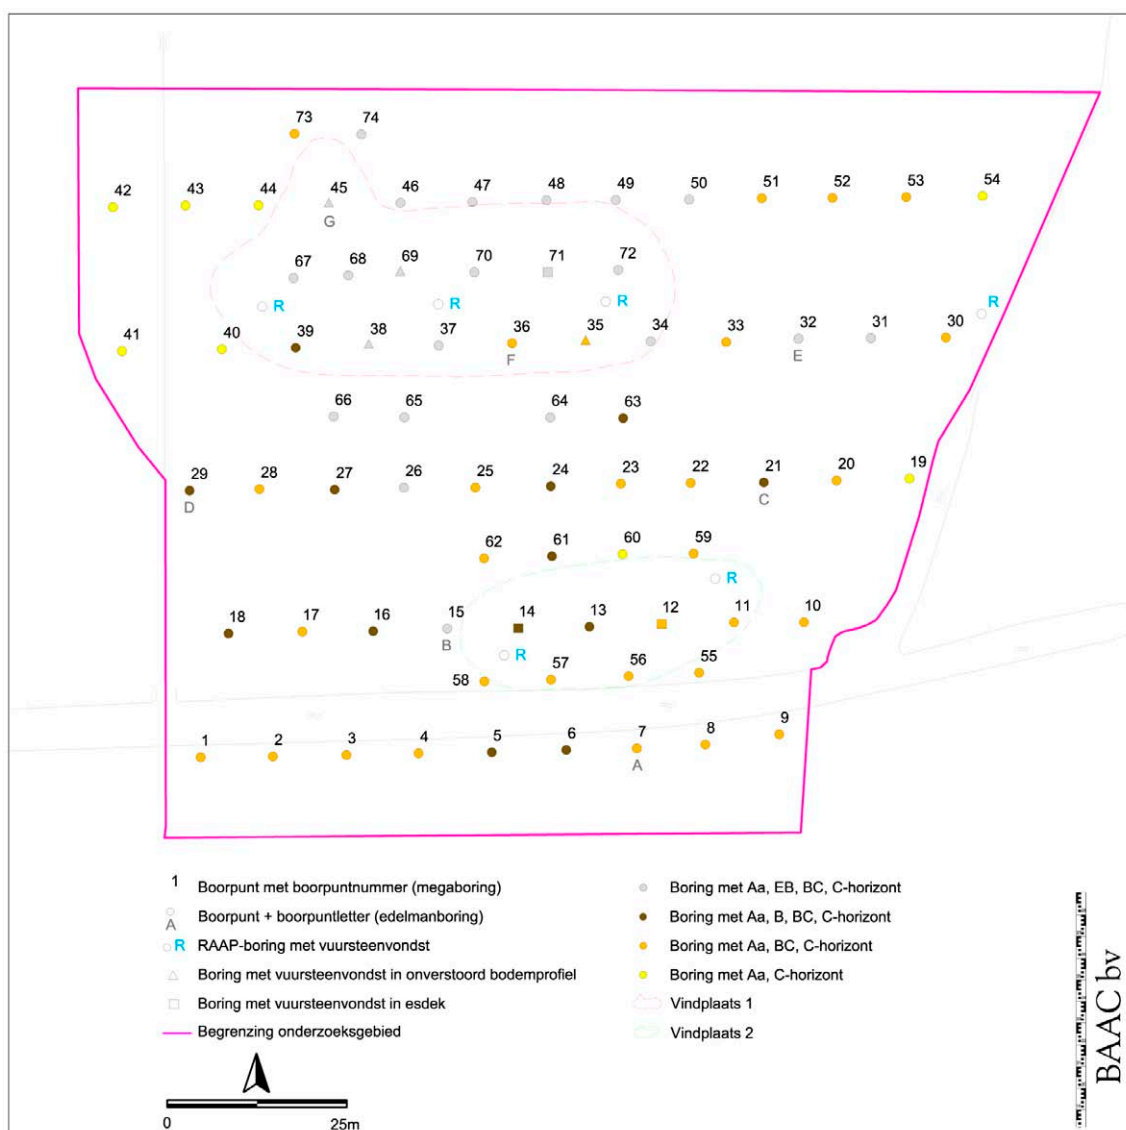 73 74
42 43 44 45 46 47 48 49 50 51 52 53 54
G
67 68 69 70 71 72
R R R R
41 40 39 38 37 36 35 34 33 32 31 30
F E
66 65 64 63
29 28 27 26 25 24 23 22 21 20 19
D C
62 61 60 59
R
18 17 16 15 14 13 12 11 10
B R
58 57 56 55
1 2 3 4 5 6 7 8 9
A
1 Boorpunt met boorpuntnummer (megaboring)
A Boorpunt + boorpuntletter (edelmanboring)
R RAAP-boring met vuursteenvondst
Boring met vuursteenvondst in onverstoord bodemprofiel
Boring met vuursteenvondst in esdek
Begrenzing onderzoeksgebied
Boring met Aa, EB, BC, C-horizont
Boring met Aa, B, BC, C-horizont
Boring met Aa, BC, C-horizont
Boring met Aa, C-horizont
Vindplaats 1
Vindplaats 2
0 25m
BAAC bv